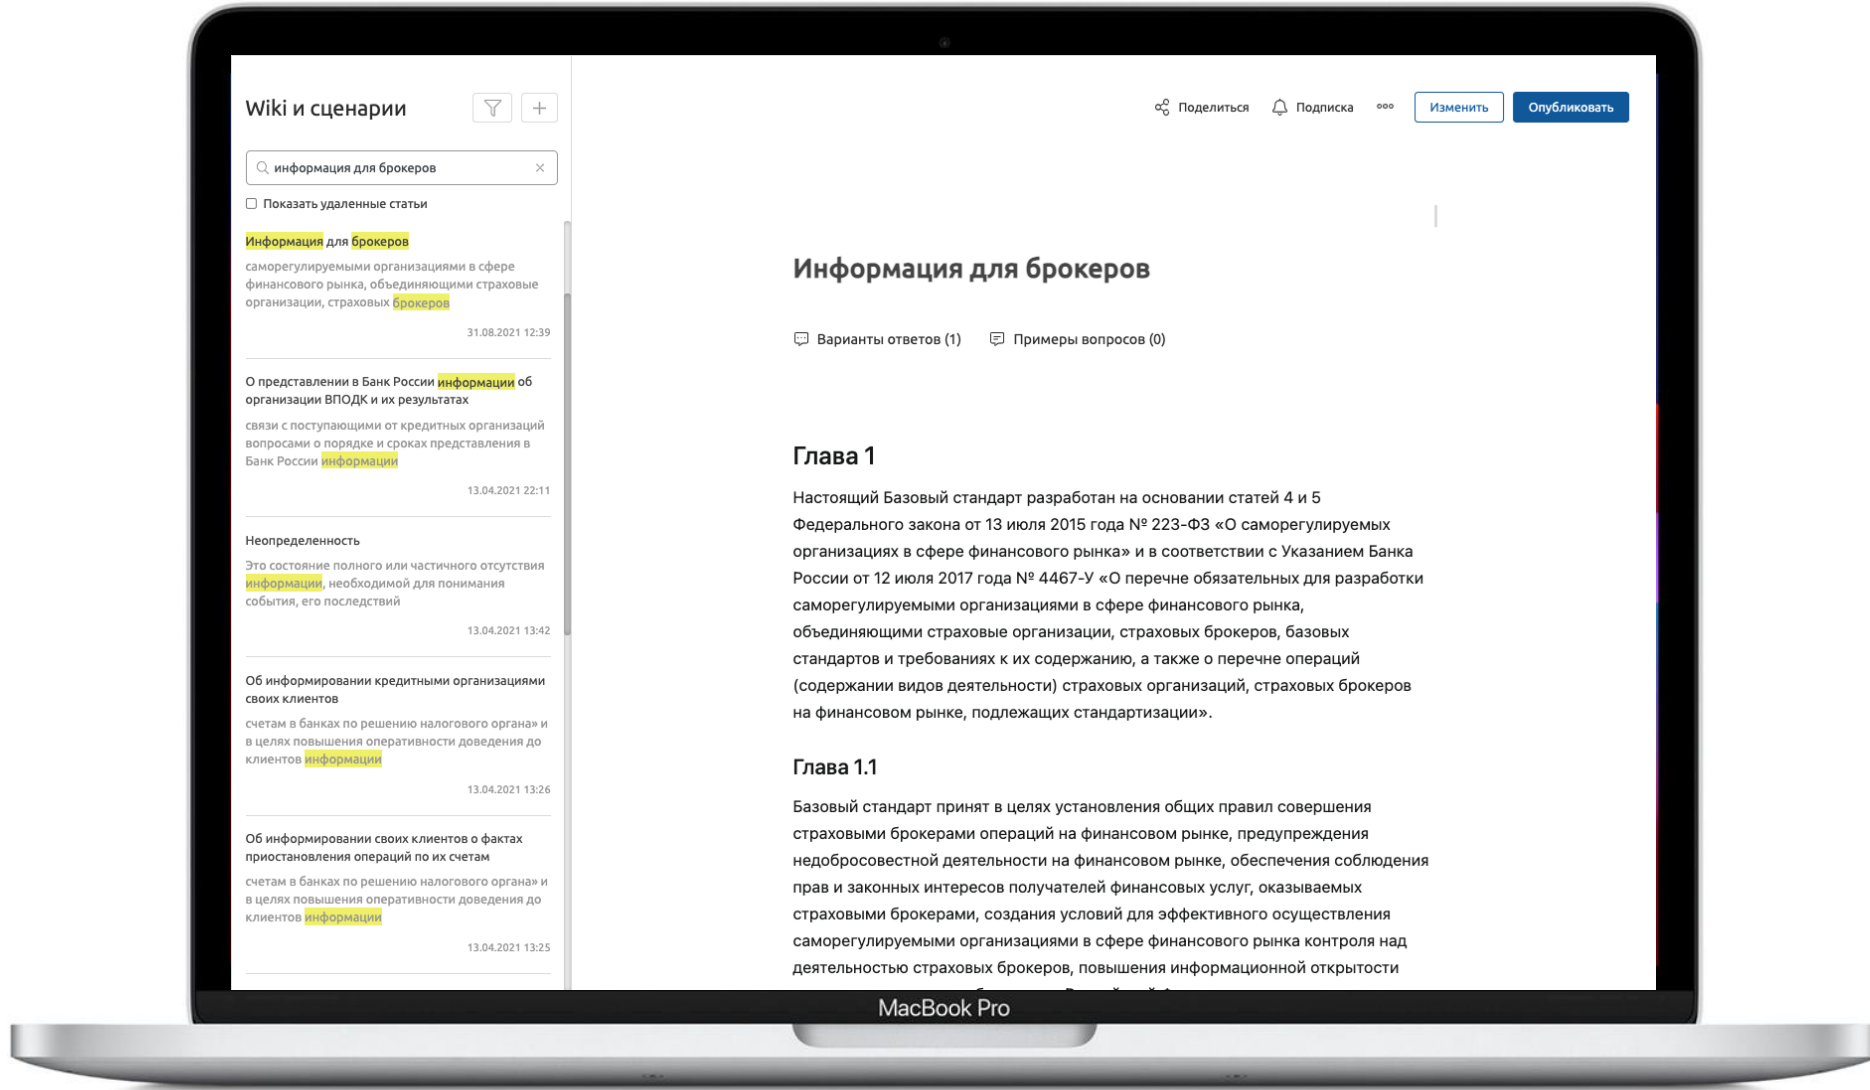 Wiki и сценарии
информация для брокеров
Показать удаленные статьи
Информация для брокеров
саморегулируемыми организациями в сфере
финансового рынка, объединяющими страховые
организации, страховых брокеров
31.08.2021 12:39
О представлении в Банк России информации об
организации ВПОДК и их результатах
связи с поступающими от кредитных организаций
вопросами о порядке и сроках представления в
Банк России информации
13.04.2021 22:11
Неопределенность
Это состояние полного или частичного отсутствия
информации, необходимой для понимания
события, его последствий
13.04.2021 13:42
Об информировании кредитными организациями
своих клиентов
счетам в банках по решению налогового органа» и
в целях повышения оперативности доведения до
клиентов информации
13.04.2021 13:26
Об информировании своих клиентов о фактах
приостановления операций по их счетам
счетам в банках по решению налогового органа» и
в целях повышения оперативности доведения до
клиентов информации
13.04.2021 13:25
Поделиться Подписка Изменить Опубликовать
Информация для брокеров
Варианты ответов (1) Примеры вопросов (0)
Глава 1
Настоящий Базовый стандарт разработан на основании статей 4 и 5
Федерального закона от 13 июля 2015 года № 223-ФЗ «О саморегулируемых
организациях в сфере финансового рынка» и в соответствии с Указанием Банка
России от 12 июля 2017 года № 4467-У «О перечне обязательных для разработки
саморегулируемыми организациями в сфере финансового рынка,
объединяющими страховые организации, страховых брокеров, базовых
стандартов и требованиях к их содержанию, а также о перечне операций
(содержании видов деятельности) страховых организаций, страховых брокеров
на финансовом рынке, подлежащих стандартизации».
Глава 1.1
Базовый стандарт принят в целях установления общих правил совершения
страховыми брокерами операций на финансовом рынке, предупреждения
недобросовестной деятельности на финансовом рынке, обеспечения соблюдения
прав и законных интересов получателей финансовых услуг, оказываемых
страховыми брокерами, создания условий для эффективного осуществления
саморегулируемыми организациями в сфере финансового рынка контроля над
деятельностью страховых брокеров, повышения информационной открытости
MacBook Pro